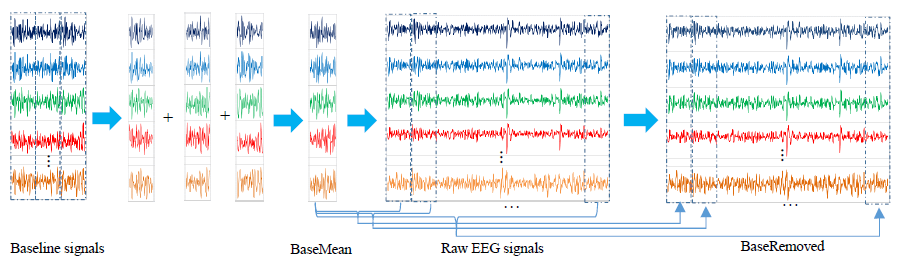 + +
Baseline signals BaseMean Raw EEG signals BaseRemoved